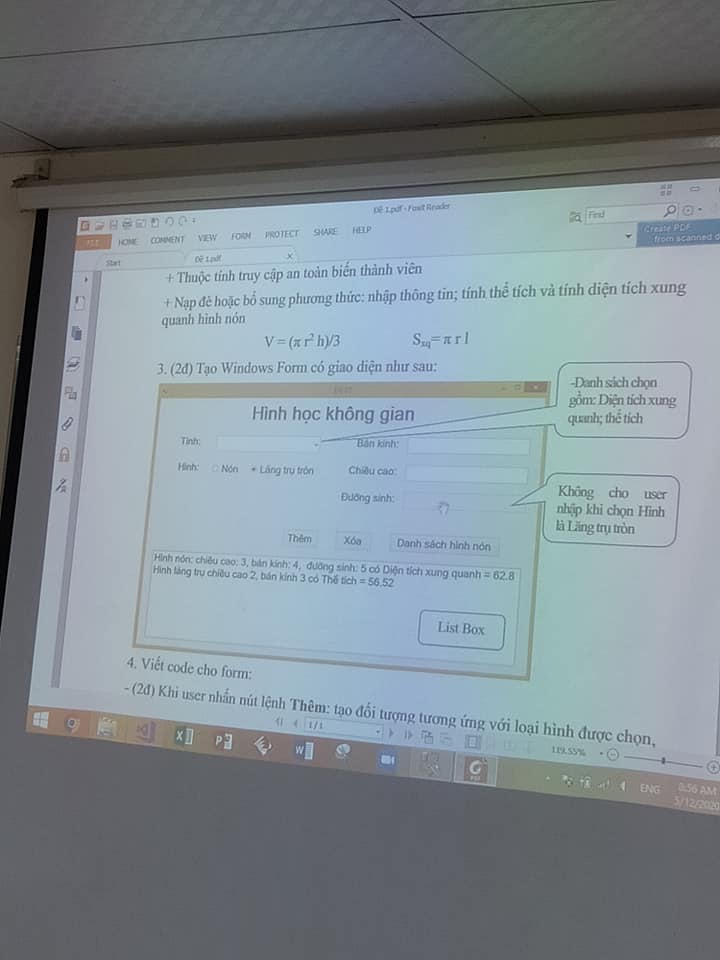 Đề 1.pdf - Foxit Reader
Find
FILE HOME COMMENT VIEW FORM PROTECT SHARE HELP
Create PDF
from scanned d
Start Đề 1.pdf
+ Thuộc tính truy cập an toàn biến thành viên
+ Nạp đè hoặc bổ sung phương thức: nhập thông tin; tính thể tích và tính diện tích xung
quanh hình nón
V = (π r² h)/3 Sxq= π r l
3. (2đ) Tạo Windows Form có giao diện như sau:
-Danh sách chọn
gồm: Diện tích xung
quanh; thể tích
Hình học không gian
Tính: Bán kính:
Hình: Nón Lăng trụ tròn Chiều cao:
Đường sinh:
Không cho user
nhập khi chọn Hình
là Lăng trụ tròn
Thêm Xóa Danh sách hình nón
Hình nón: chiều cao: 3, bán kính: 4, đường sinh: 5 có Diện tích xung quanh = 62.8
Hình lăng trụ chiều cao 2, bán kính 3 có Thể tích = 56.52
List Box
4. Viết code cho form:
- (2đ) Khi user nhấn nút lệnh Thêm: tạo đối tượng tương ứng với loại hình được chọn,
1 / 1
119.55%
ENG
8:56 AM
5/12/2020